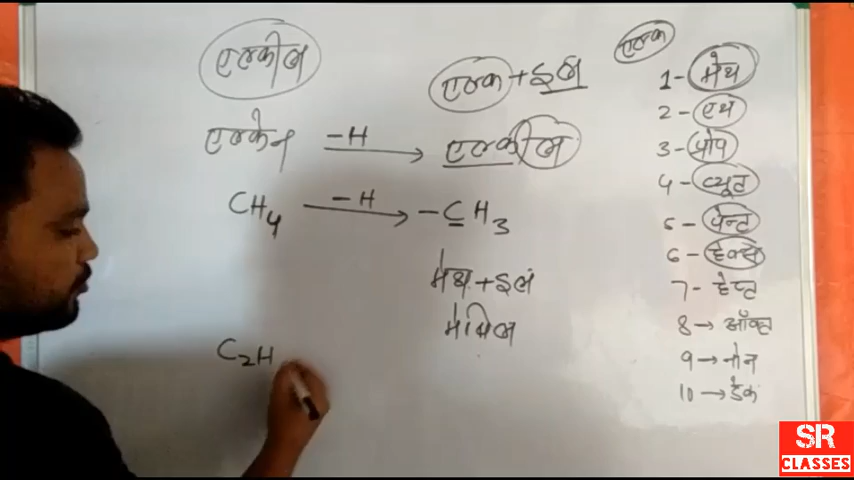 एल्कील
एल्क + इल
एल्केन —H→ एल्कील
CH4 —H→ –CH3
मेथ + इल
मेथिल
C2H
एल्क
1 - मेथ
2 - एथ
3 - प्रोप
4 - ब्यूट
5 - पेन्ट
6 - हेक्स
7 - हेप्ट
8 → ऑक्ट
9 → नोन
10 → डेक
SR
CLASSES